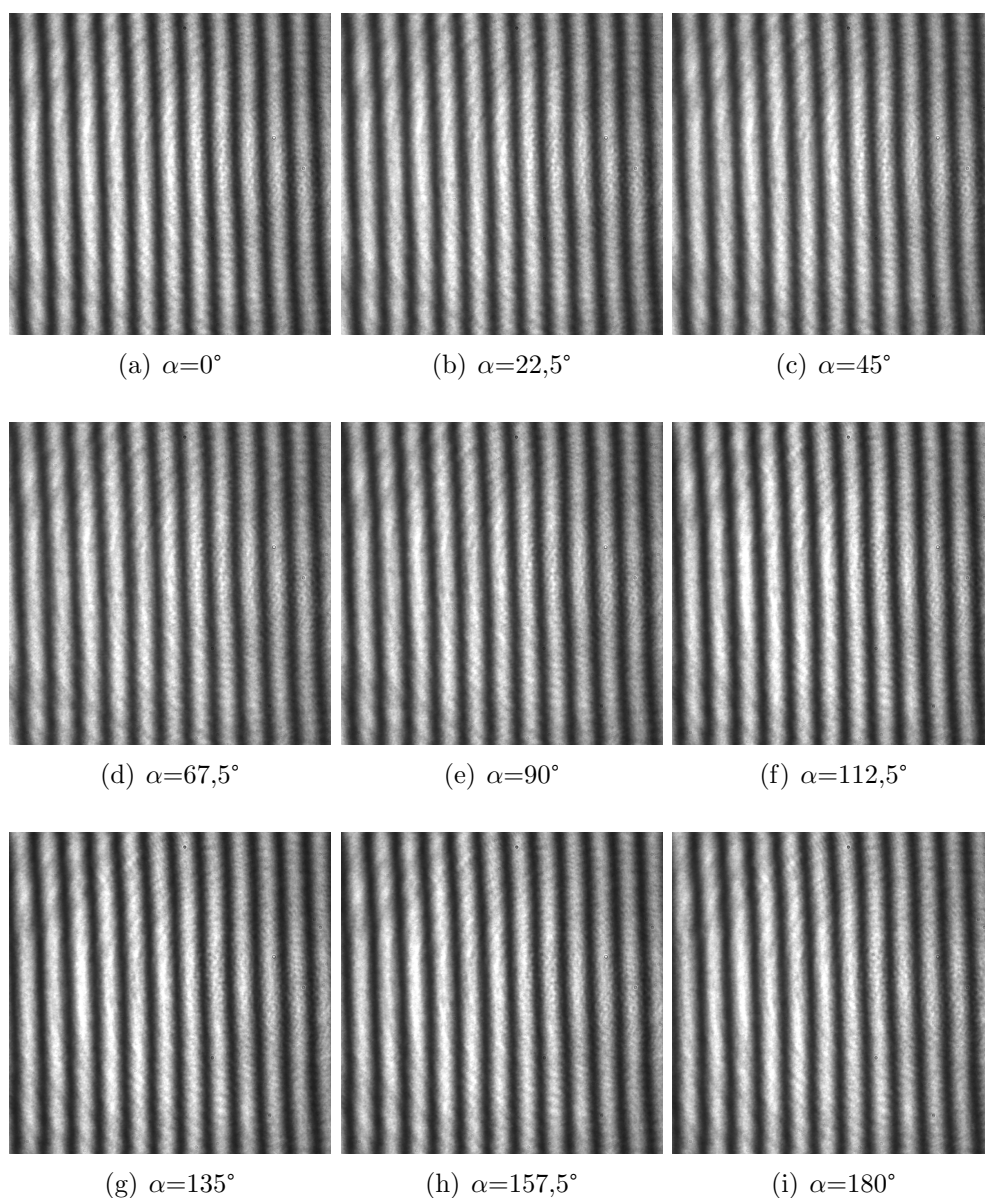 (a) α=0°
(b) α=22,5°
(c) α=45°
(d) α=67,5°
(e) α=90°
(f) α=112,5°
(g) α=135°
(h) α=157,5°
(i) α=180°